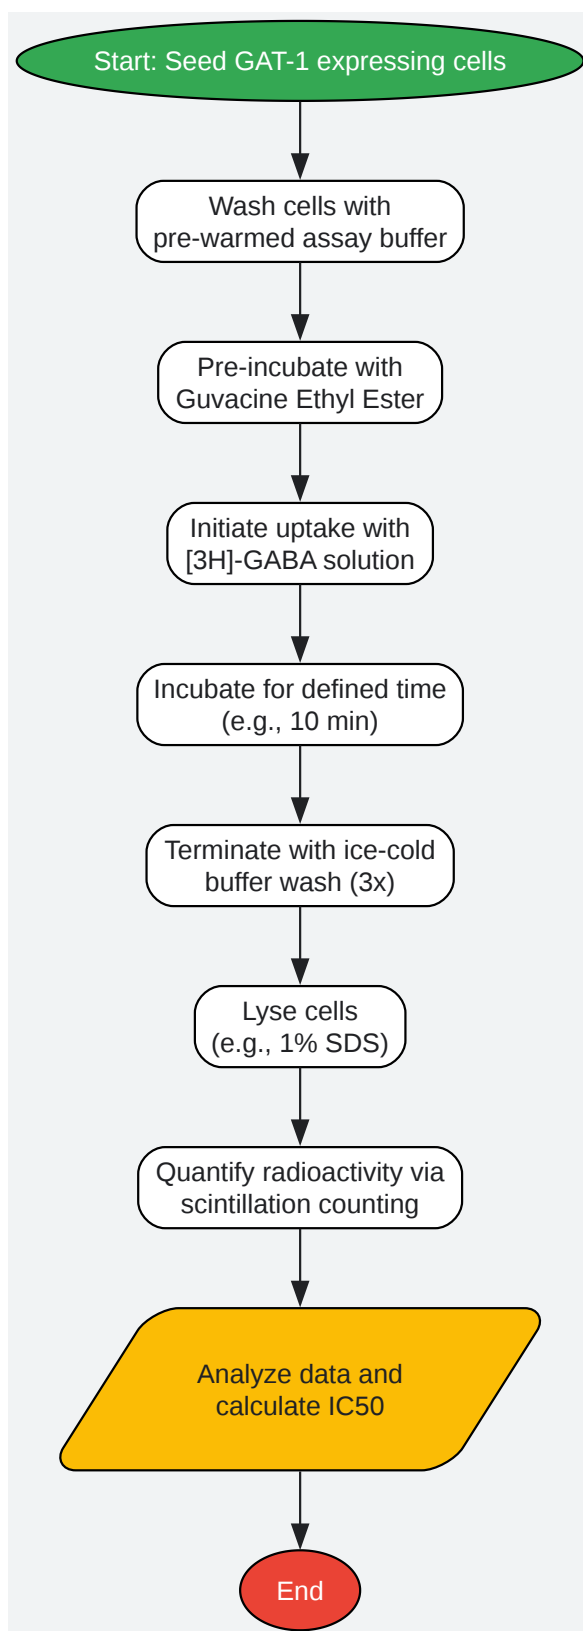 Start: Seed GAT-1 expressing cells
Wash cells with
pre-warmed assay buffer
Pre-incubate with
Guvacine Ethyl Ester
Initiate uptake with
[3H]-GABA solution
Incubate for defined time
(e.g., 10 min)
Terminate with ice-cold
buffer wash (3x)
Lyse cells
(e.g., 1% SDS)
Quantify radioactivity via
scintillation counting
Analyze data and
calculate IC50
End